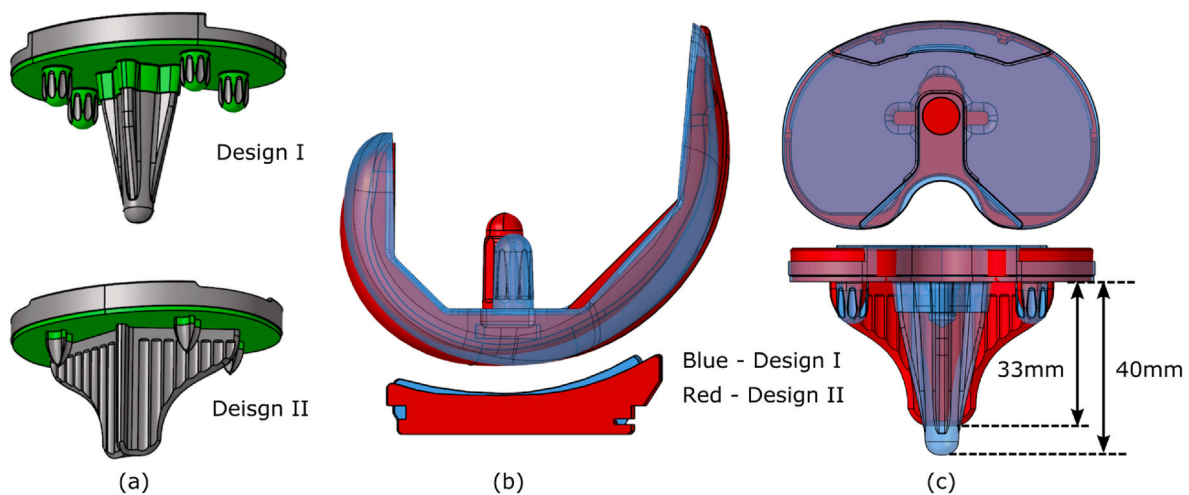 Design I
Deisgn II
(a)
Blue - Design I
Red - Design II
(b)
33mm
40mm
(c)